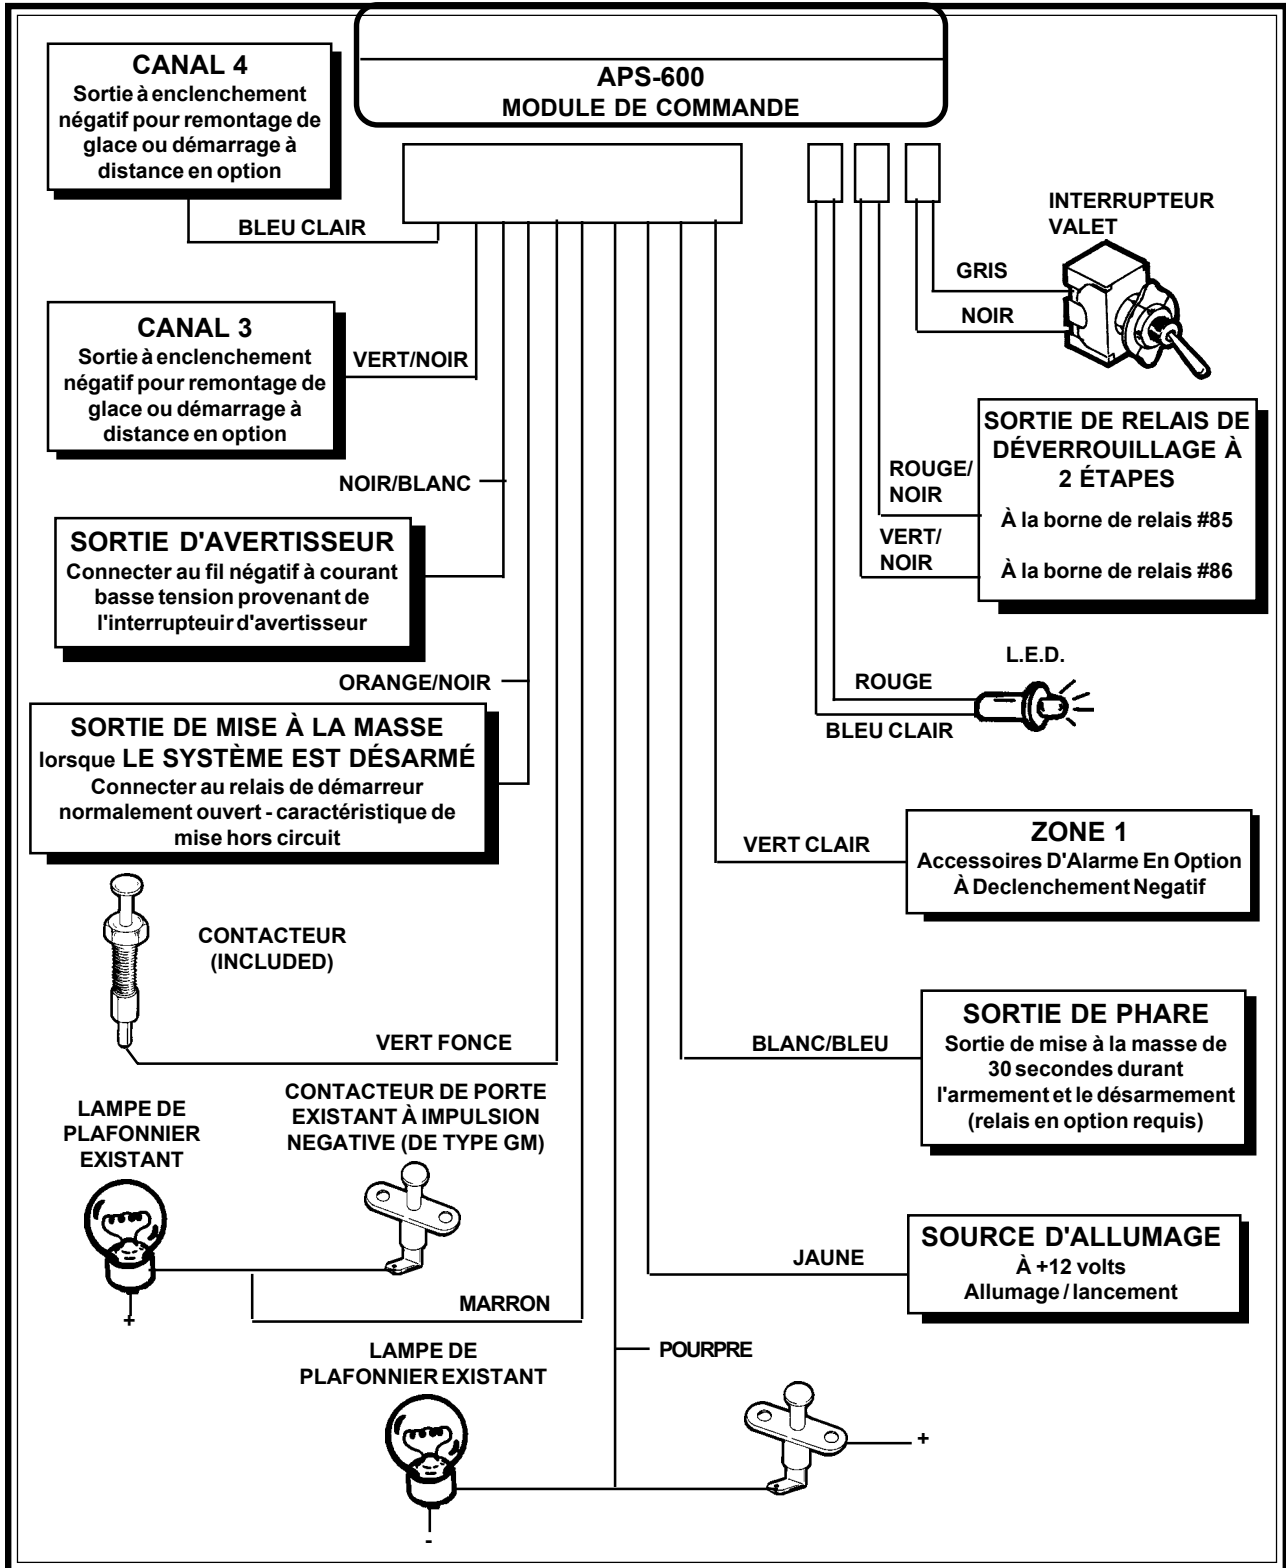 APS-600
MODULE DE COMMANDE
CANAL 4
Sortie à enclenchement
négatif pour remontage de
glace ou démarrage à
distance en option
BLEU CLAIR
CANAL 3
Sortie à enclenchement
négatif pour remontage de
glace ou démarrage à
distance en option
VERT/NOIR
NOIR/BLANC
SORTIE D'AVERTISSEUR
Connecter au fil négatif à courant
basse tension provenant de
l'interrupteuir d'avertisseur
ORANGE/NOIR
SORTIE DE MISE À LA MASSE
lorsque LE SYSTÈME EST DÉSARMÉ
Connecter au relais de démarreur
normalement ouvert - caractéristique de
mise hors circuit
CONTACTEUR
(INCLUDED)
VERT FONCE
LAMPE DE
PLAFONNIER
EXISTANT
+
CONTACTEUR DE PORTE
EXISTANT À IMPULSION
NEGATIVE (DE TYPE GM)
MARRON
LAMPE DE
PLAFONNIER EXISTANT
-
POURPRE
+
INTERRUPTEUR
VALET
GRIS
NOIR
SORTIE DE RELAIS DE
DÉVERROUILLAGE À
2 ÉTAPES
À la borne de relais #85
À la borne de relais #86
ROUGE/
NOIR
VERT/
NOIR
L.E.D.
ROUGE
BLEU CLAIR
VERT CLAIR
ZONE 1
Accessoires D'Alarme En Option
À Declenchement Negatif
BLANC/BLEU
SORTIE DE PHARE
Sortie de mise à la masse de
30 secondes durant
l'armement et le désarmement
(relais en option requis)
JAUNE
SOURCE D'ALLUMAGE
À +12 volts
Allumage / lancement